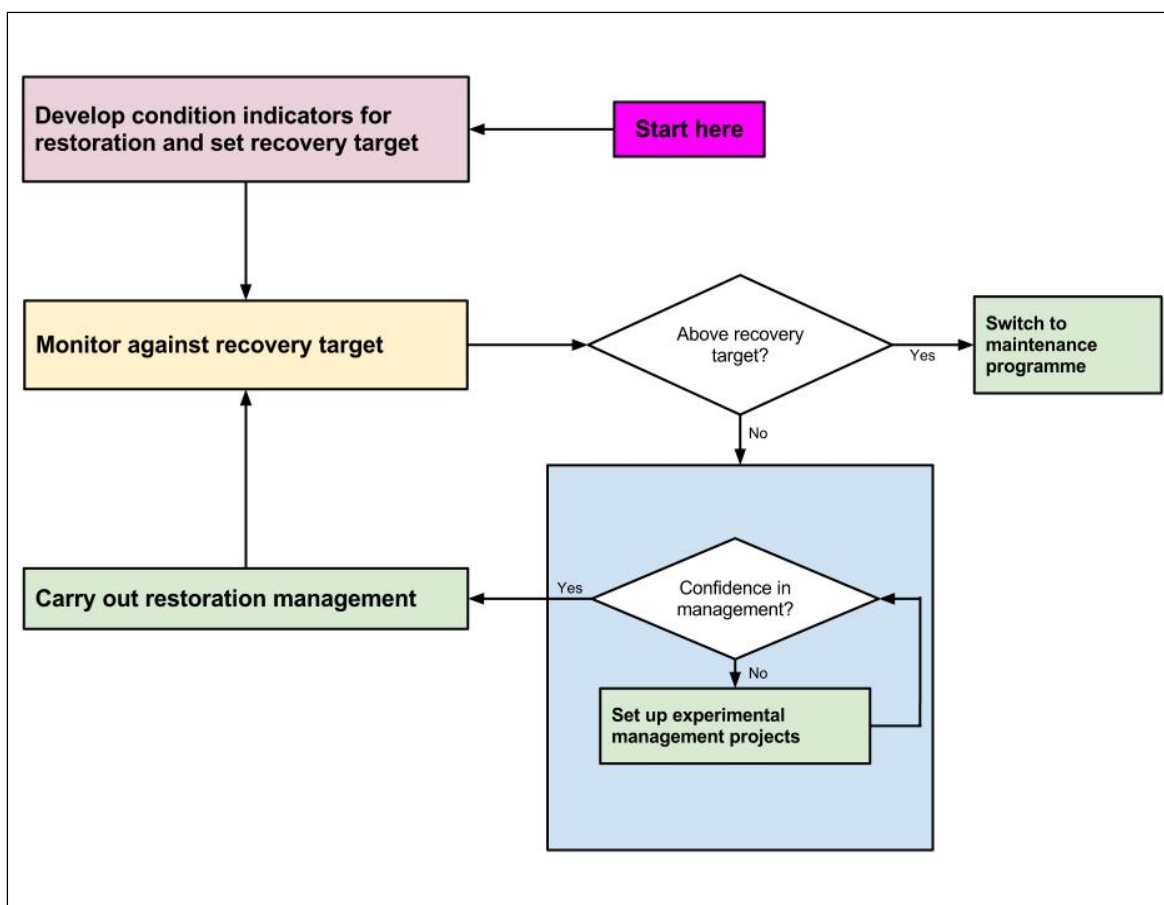 Develop condition indicators for
restoration and set recovery target
Start here
Monitor against recovery target
Above recovery
target?
Yes
Switch to
maintenance
programme
No
Carry out restoration management
Yes
Confidence in
management?
No
Set up experimental
management projects